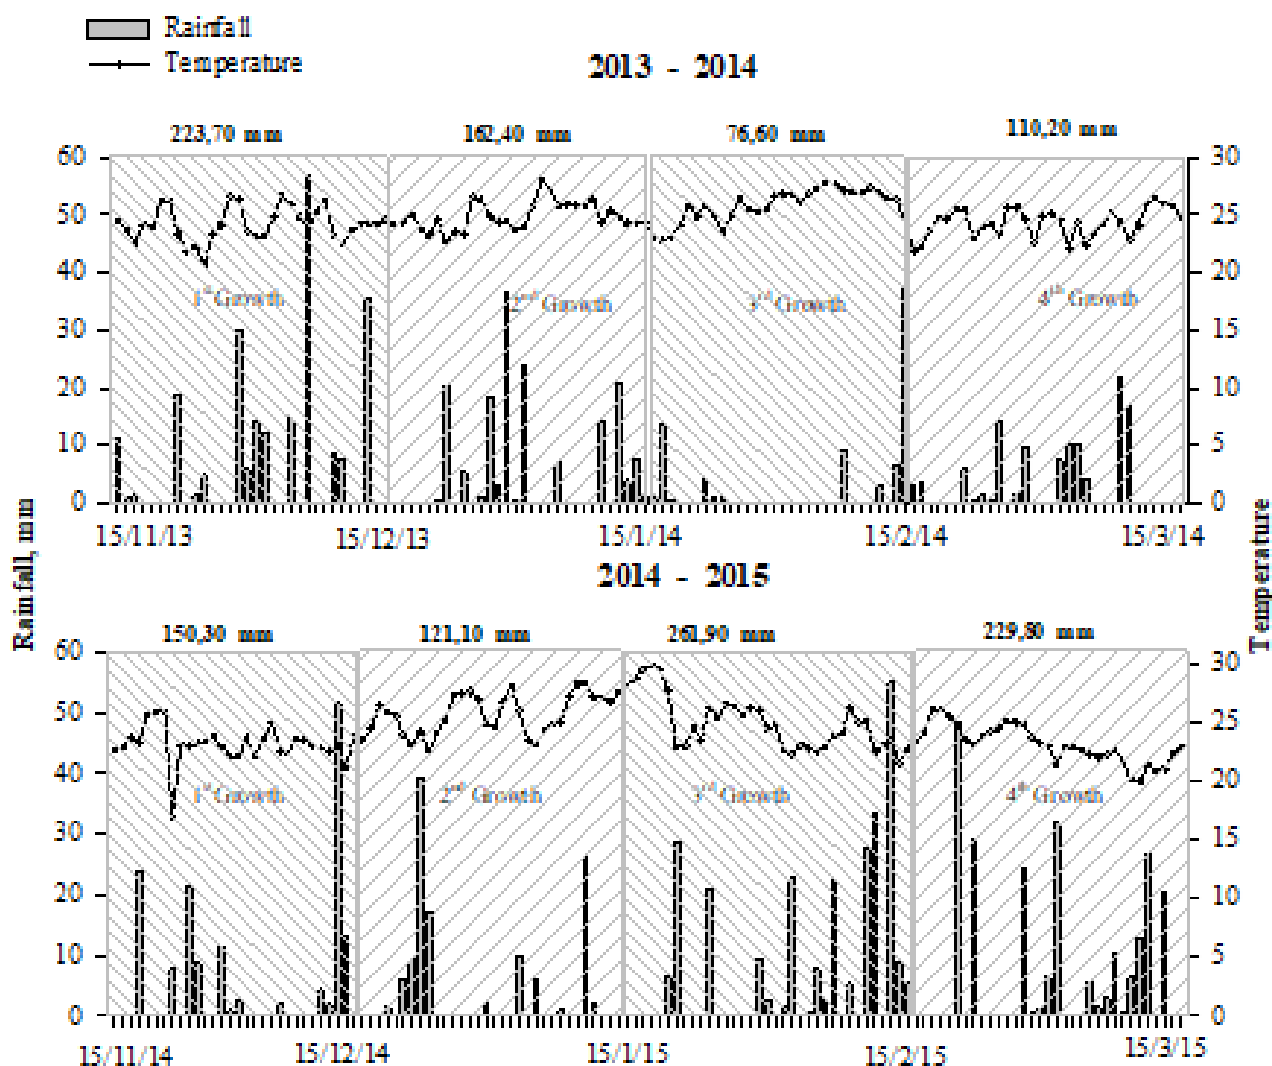 Rainfall
Temperature
2013 - 2014
223,70 mm 162,40 mm 76,60 mm 110,20 mm
60 30
50 25
40 20
1st Growth 2nd Growth 3rd Growth 4th Growth
30 15
20 10
10 5
0 0
15/11/13 15/12/13 15/1/14 15/2/14 15/3/14
Rainfall, mm
Temperature
2014 - 2015
150,30 mm 121,10 mm 261,90 mm 229,80 mm
60 30
50 25
40 20
1st Growth 2nd Growth 3rd Growth 4th Growth
30 15
20 10
10 5
0 0
15/11/14 15/12/14 15/1/15 15/2/15 15/3/15